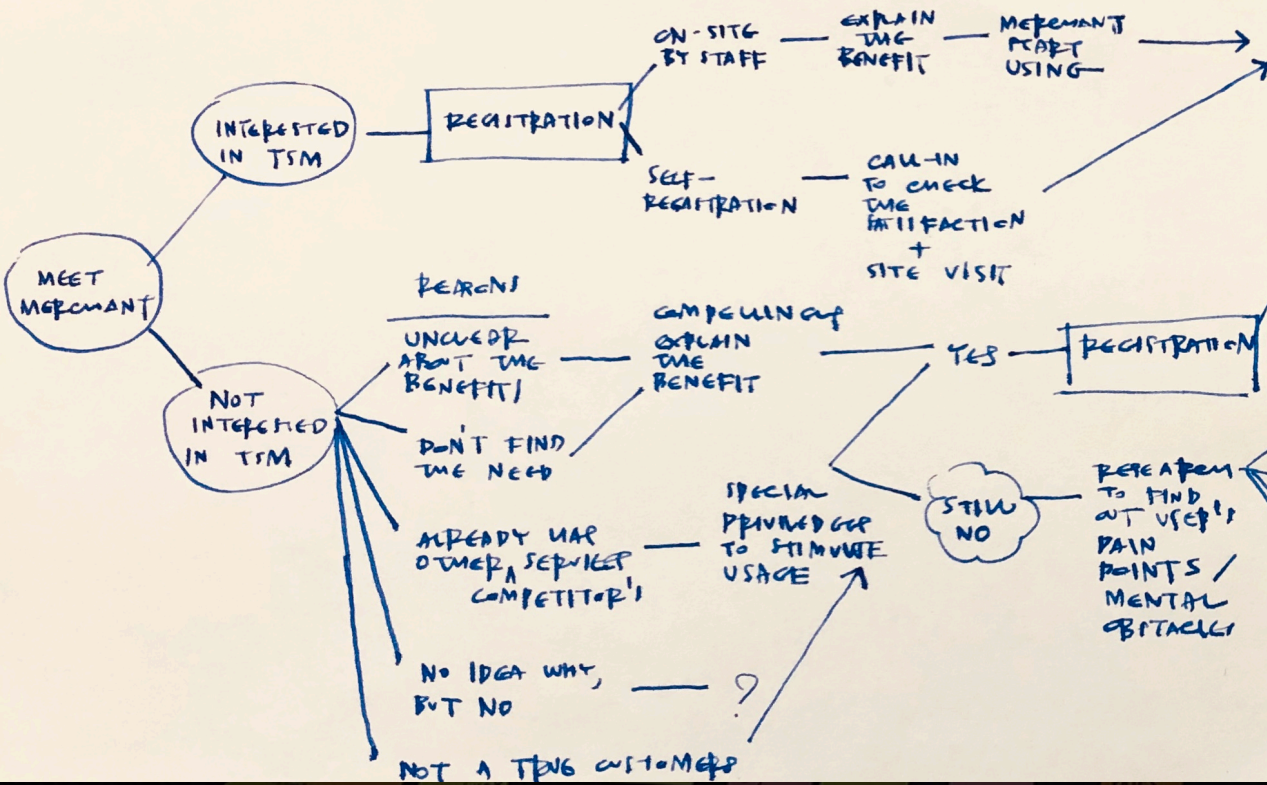 ON-SITE
BY STAFF
EXPLAIN
THE
BENEFIT
MERCHANT
START
USING
INTERESTED
IN TSM
REGISTRATION
SELF-
REGISTRATION
CALL-IN
TO CHECK
THE
SATISFACTION
+
SITE VISIT
MEET
MERCHANT
REASONS
UNCLEAR
ABOUT THE
BENEFITS
COMPELLINGLY
EXPLAIN
THE
BENEFIT
YES
REGISTRATION
NOT
INTERESTED
IN TSM
DON'T FIND
THE NEED
ALREADY HAS
OTHER SERVICES
COMPETITOR'S
SPECIAL
PRIVILEDGES
TO STIMULATE
USAGE
STILL
NO
RESEARCH
TO FIND
OUT USER'S
PAIN
POINTS /
MENTAL
OBSTACLES
NO IDEA WHY,
BUT NO
?
NOT A TRUE CUSTOMERS